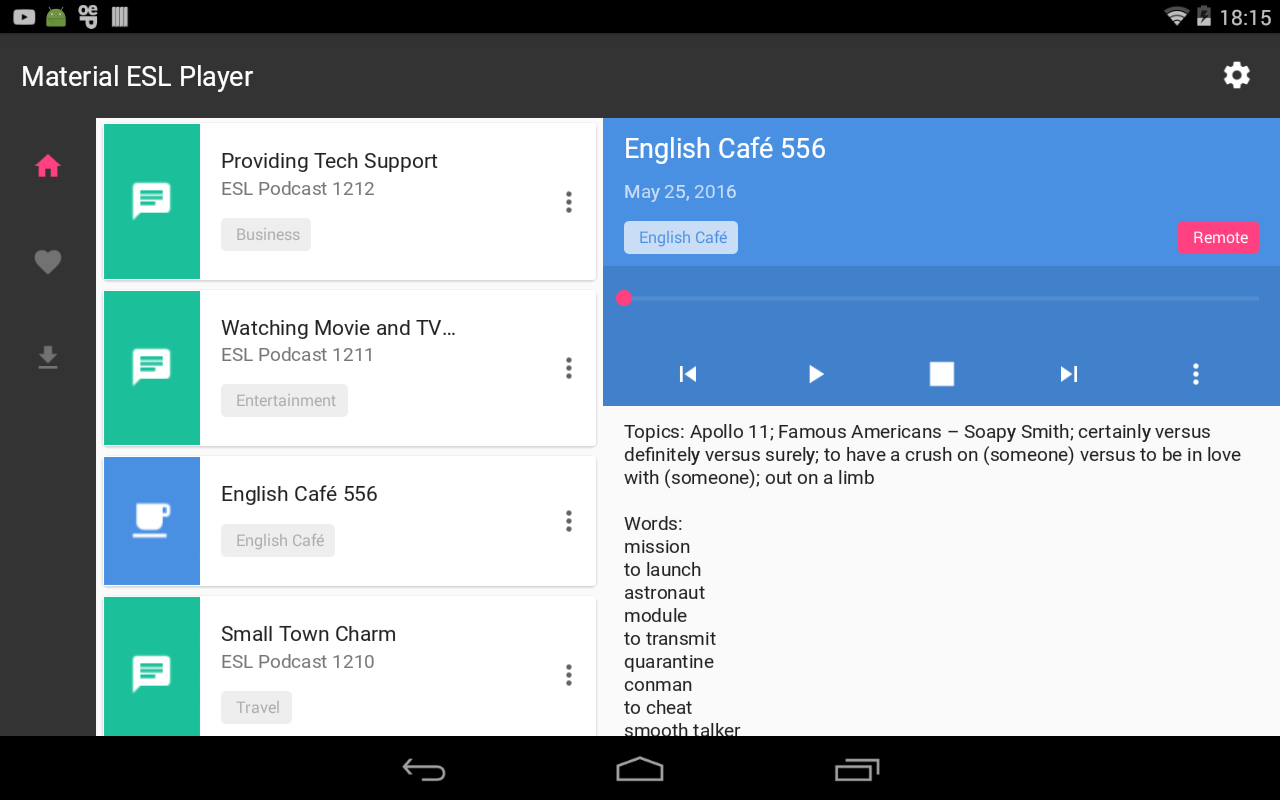 18:15
Material ESL Player
Providing Tech Support
ESL Podcast 1212
Business
Watching Movie and TV...
ESL Podcast 1211
Entertainment
English Café 556
English Café
Small Town Charm
ESL Podcast 1210
Travel
English Café 556
May 25, 2016
English Café
Remote
Topics: Apollo 11; Famous Americans – Soapy Smith; certainly versus
definitely versus surely; to have a crush on (someone) versus to be in love
with (someone); out on a limb
Words:
mission
to launch
astronaut
module
to transmit
quarantine
conman
to cheat
smooth talker